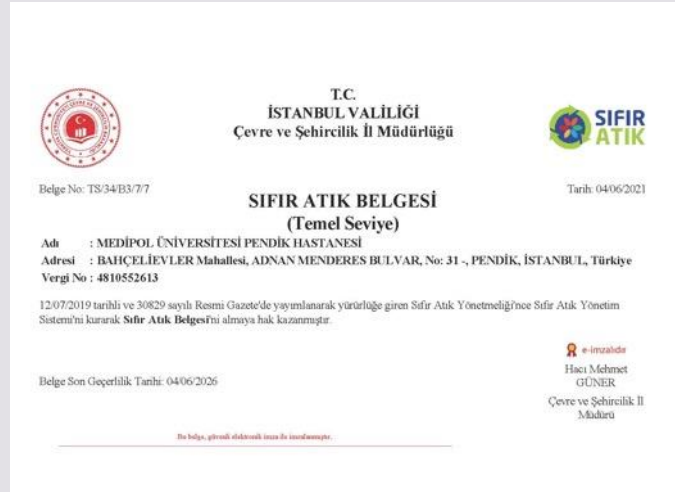 T.C.
İSTANBUL VALİLİĞİ
Çevre ve Şehircilik İl Müdürlüğü
SIFIR
ATIK
Belge No: TS/34/B3/7/7
Tarih: 04/06/2021
SIFIR ATIK BELGESİ
(Temel Seviye)
Adı : MEDİPOL ÜNİVERSİTESİ PENDİK HASTANESİ
Adresi : BAHÇELİEVLER Mahallesi, ADNAN MENDERES BULVAR, No: 31 -, PENDİK, İSTANBUL, Türkiye
Vergi No : 4810552613
12/07/2019 tarihli ve 30829 sayılı Resmi Gazete'de yayımlanarak yürürlüğe giren Sıfır Atık Yönetmeliği'nce Sıfır Atık Yönetim
Sistemi'ni kurarak Sıfır Atık Belgesi'ni almaya hak kazanmıştır.
e-imzalıdır
Hacı Mehmet
GÜNER
Çevre ve Şehircilik İl
Müdürü
Belge Son Geçerlilik Tarihi: 04/06/2026
Bu belge, güvenli elektronik imza ile imzalanmıştır.